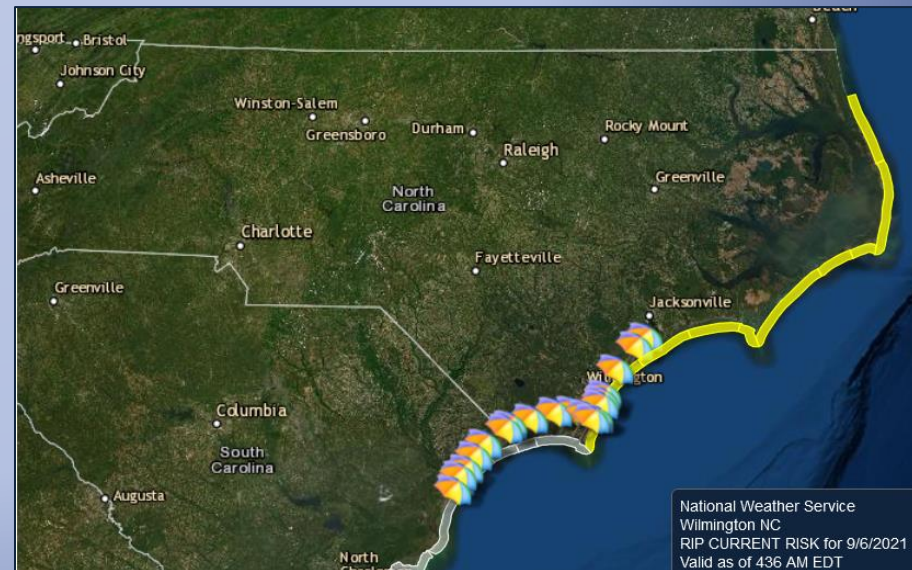 Beach
ngsport
Bristol
Johnson City
Winston-Salem
Greensboro
Durham
Rocky Mount
Raleigh
Asheville
Greenville
North
Carolina
Charlotte
Fayetteville
Greenville
Jacksonville
Columbia
South
Carolina
Augusta
North
National Weather Service
Wilmington NC
RIP CURRENT RISK for 9/6/2021
Valid as of 436 AM EDT